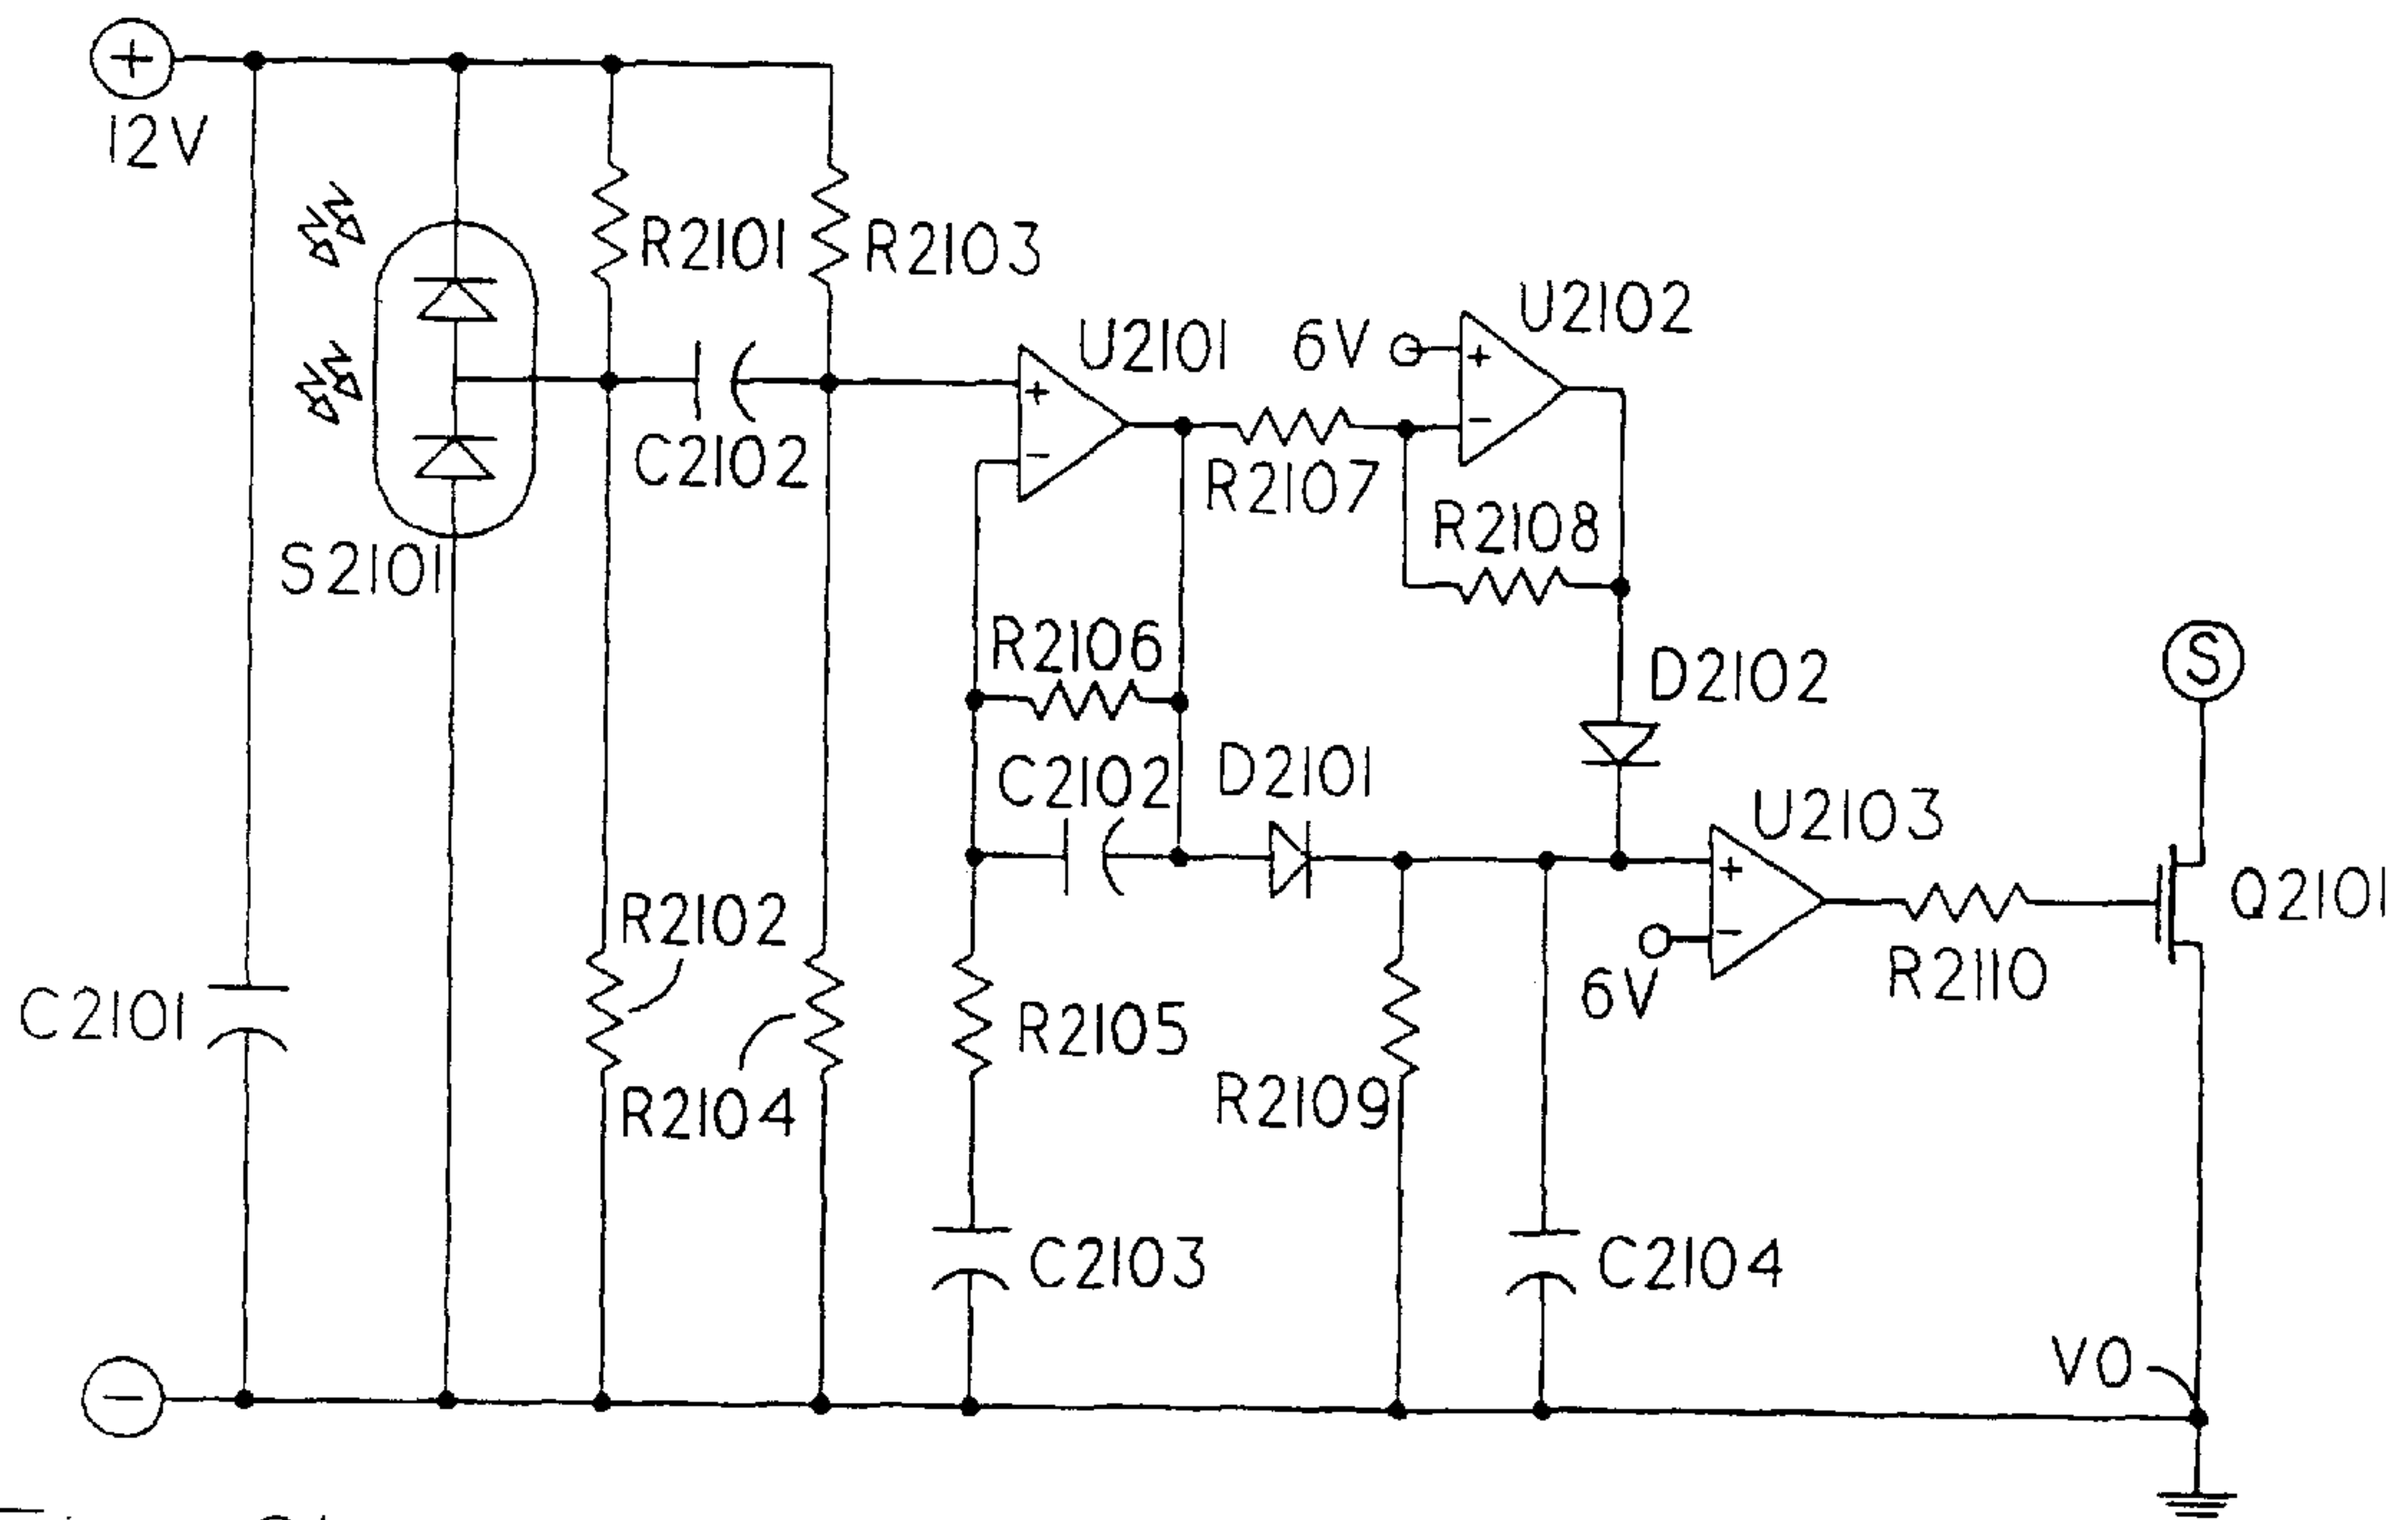 +
12V
R2101
R2103
U2102
U2101
6V
+
+
-
C2102
-
R2107
R2108
S2101
R2106
S
D2102
C2102
D2101
U2103
+
R2102
Q2101
-
6V
R2110
C2101
R2105
R2104
R2109
C2103
C2104
V0
-